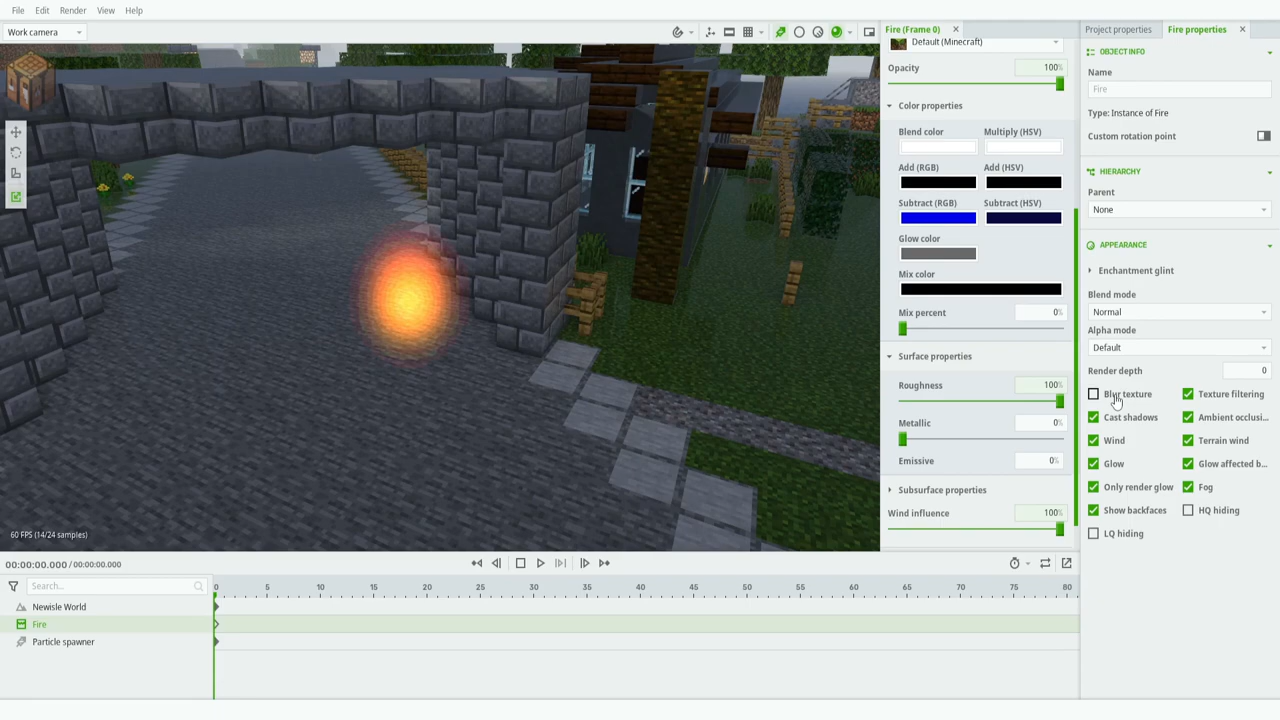 File Edit Render View Help
Work camera
Fire (Frame 0)
Default (Minecraft)
Opacity 100%
Color properties
Blend color Multiply (HSV)
Add (RGB) Add (HSV)
Subtract (RGB) Subtract (HSV)
Glow color
Mix color
Mix percent 0%
Surface properties
Roughness 100%
Metallic 0%
Emissive 0%
Subsurface properties
Wind influence 100%
Project properties Fire properties
OBJECT INFO
Name
Fire
Type: Instance of Fire
Custom rotation point
HIERARCHY
Parent
None
APPEARANCE
Enchantment glint
Blend mode
Normal
Alpha mode
Default
Render depth 0
Blur texture Texture filtering
Cast shadows Ambient occlusi...
Wind Terrain wind
Glow Glow affected b...
Only render glow Fog
Show backfaces HQ hiding
LQ hiding
60 FPS (14/24 samples)
00:00:00.000 / 00:00:00.000
Search... 0 5 10 15 20 25 30 35 40 45 50 55 60 65 70 75 80
Newisle World
Fire
Particle spawner